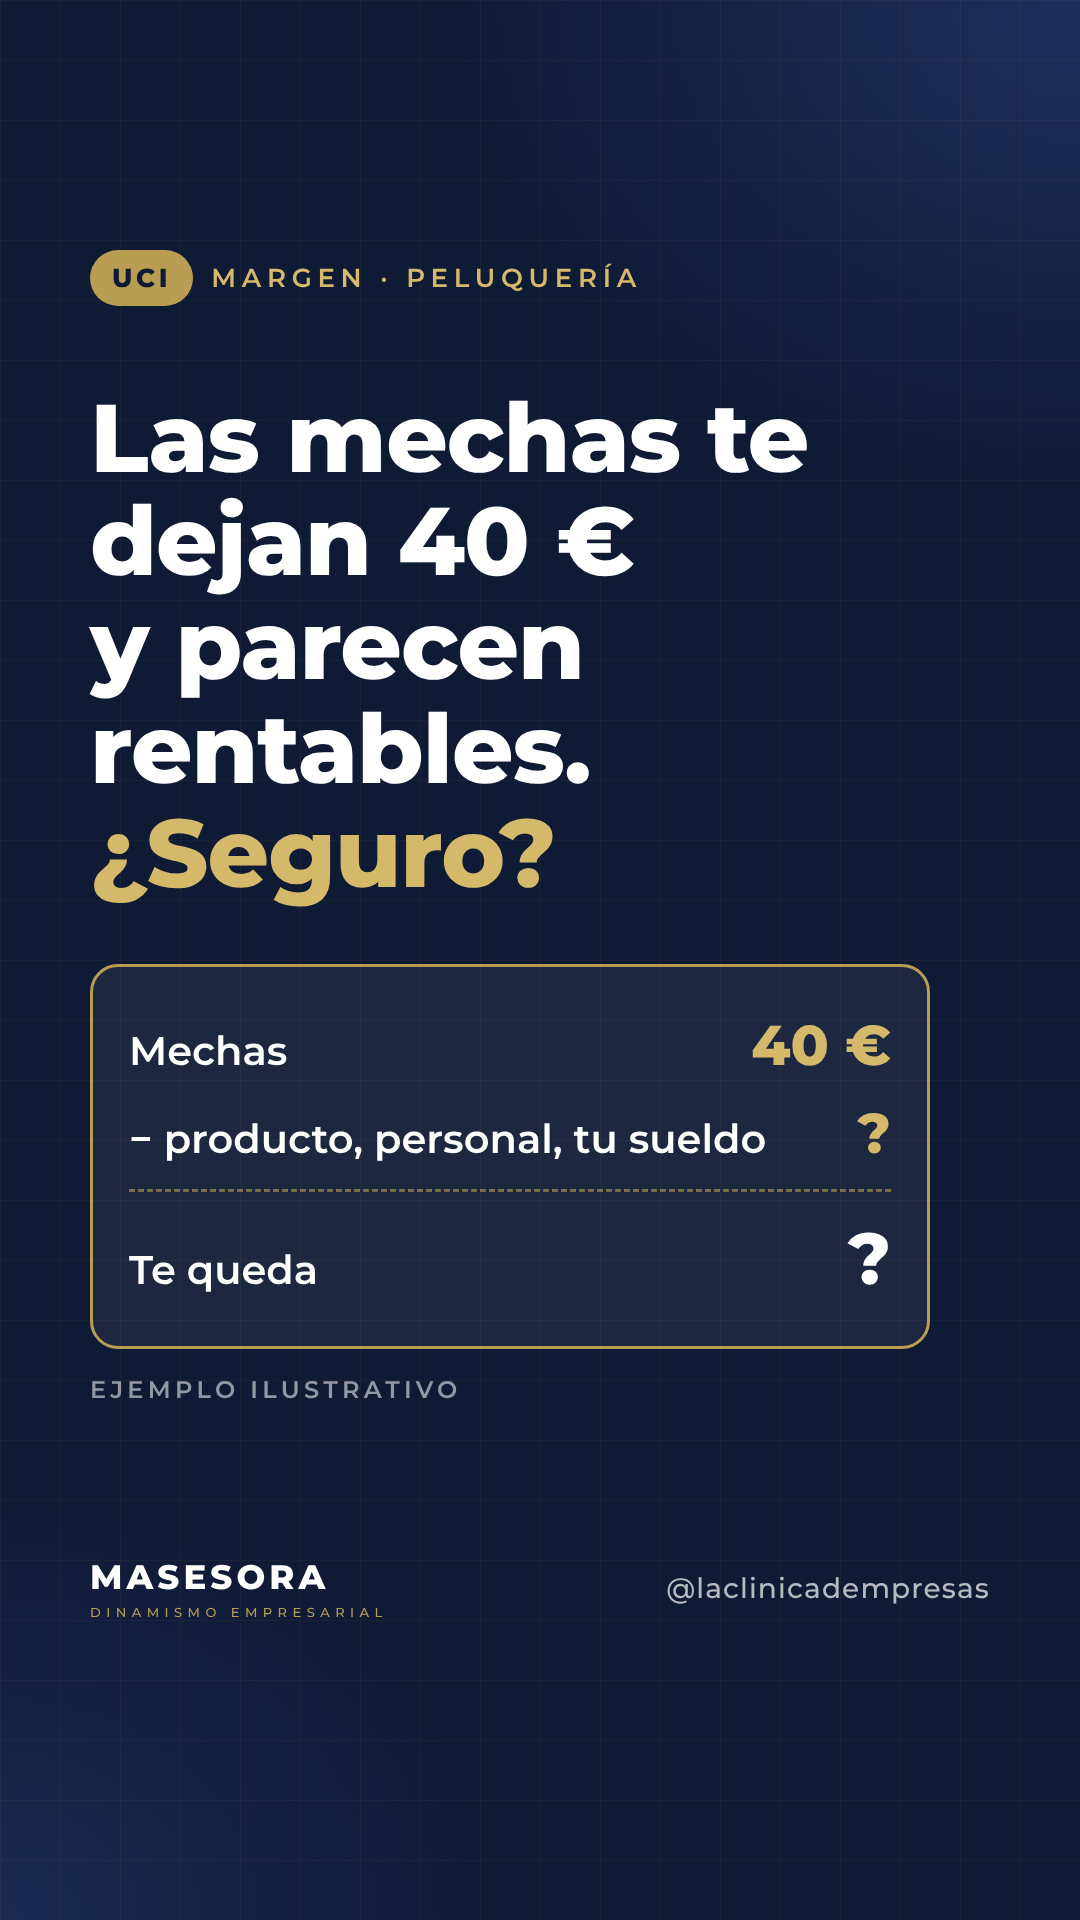 UCI MARGEN · PELUQUERÍA
Las mechas te
dejan 40 €
y parecen
rentables.
¿Seguro?
Mechas 40 €
− producto, personal, tu sueldo ?
Te queda ?
EJEMPLO ILUSTRATIVO
MASESORA
DINAMISMO EMPRESARIAL
@laclinicadempresas